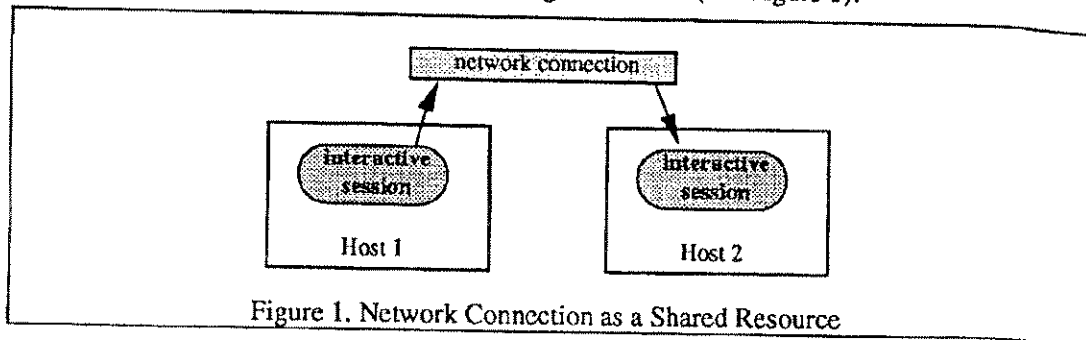 network connection
interactive
session
Host 1
interactive
session
Host 2
Figure 1. Network Connection as a Shared Resource